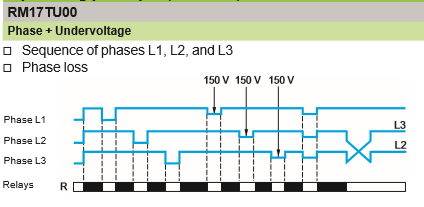 RM17TU00
Phase + Undervoltage
Sequence of phases L1, L2, and L3
Phase loss
150 V 150 V 150 V
Phase L1
L3
Phase L2
L2
Phase L3
Relays R